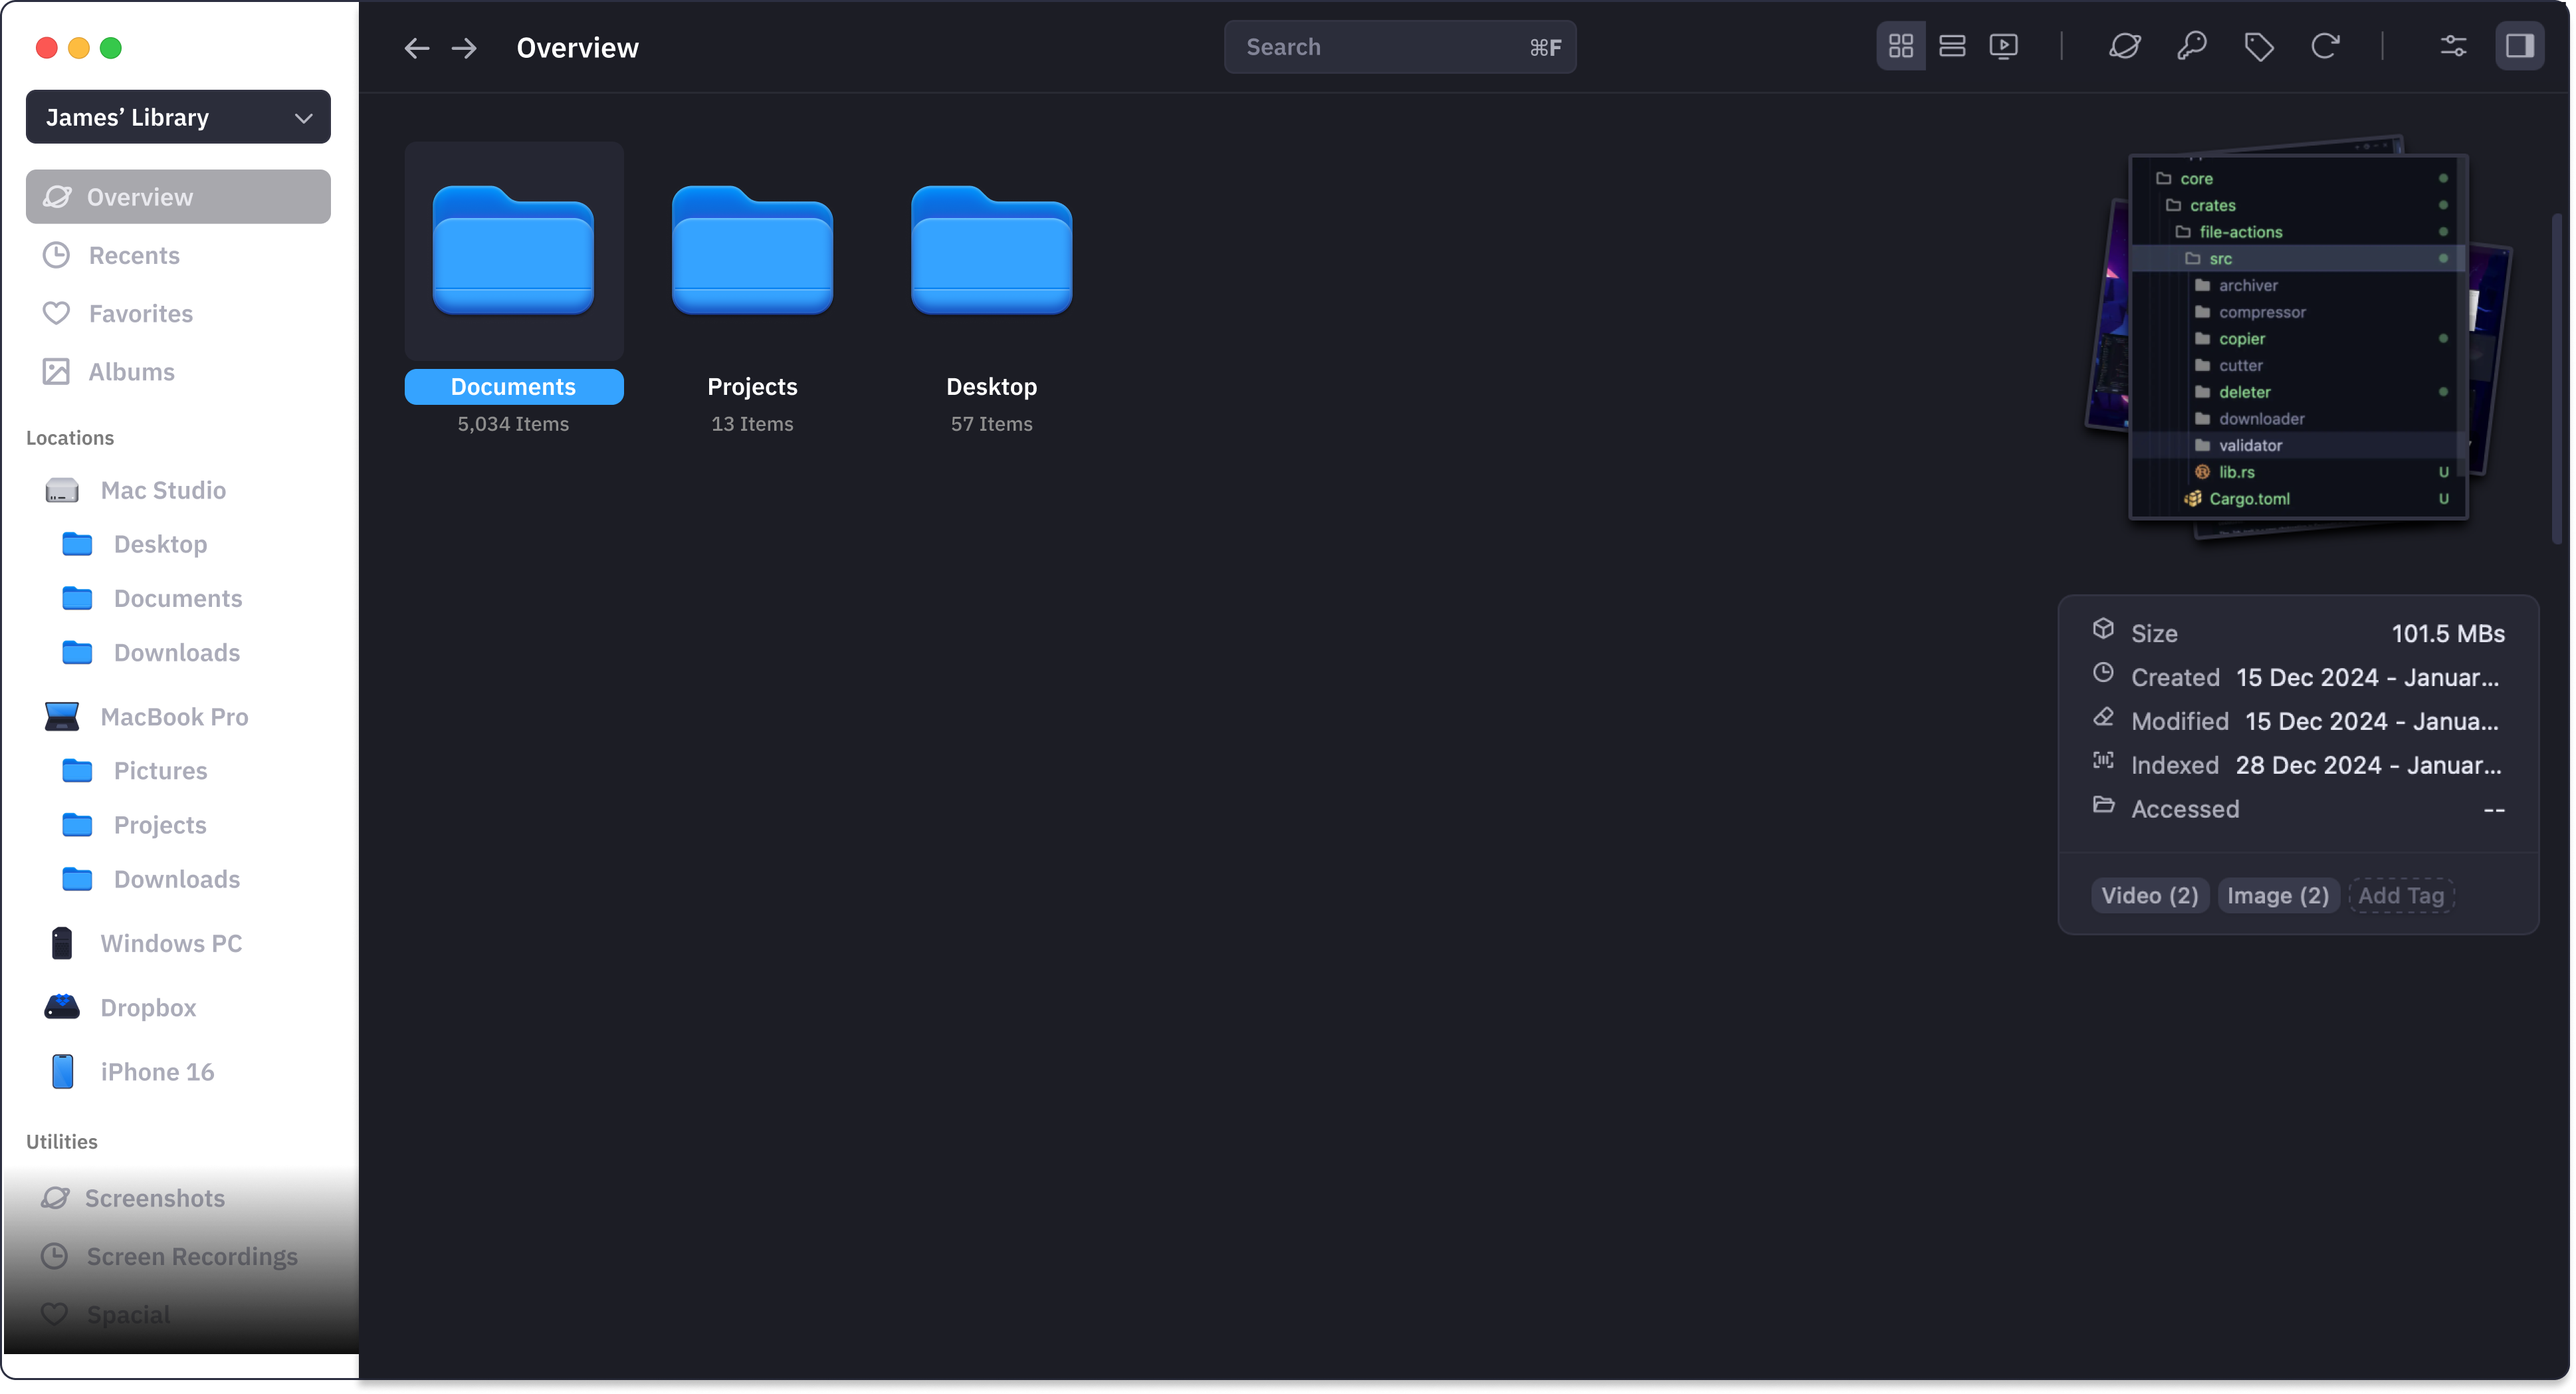 James’ Library
Overview
Recents
Favorites
Albums
Locations
Mac Studio
Desktop
Documents
Downloads
MacBook Pro
Pictures
Projects
Downloads
Windows PC
Dropbox
iPhone 16
Utilities
Screenshots
Screen Recordings
Spacial
Overview
Search ⌘F
Documents
5,034 Items
Projects
13 Items
Desktop
57 Items
core
crates
file-actions
src
archiver
compressor
copier
cutter
deleter
downloader
validator
lib.rs U
Cargo.toml U
Size 101.5 MBs
Created 15 Dec 2024 - Januar...
Modified 15 Dec 2024 - Janua...
Indexed 28 Dec 2024 - Januar...
Accessed --
Video (2) Image (2) Add Tag